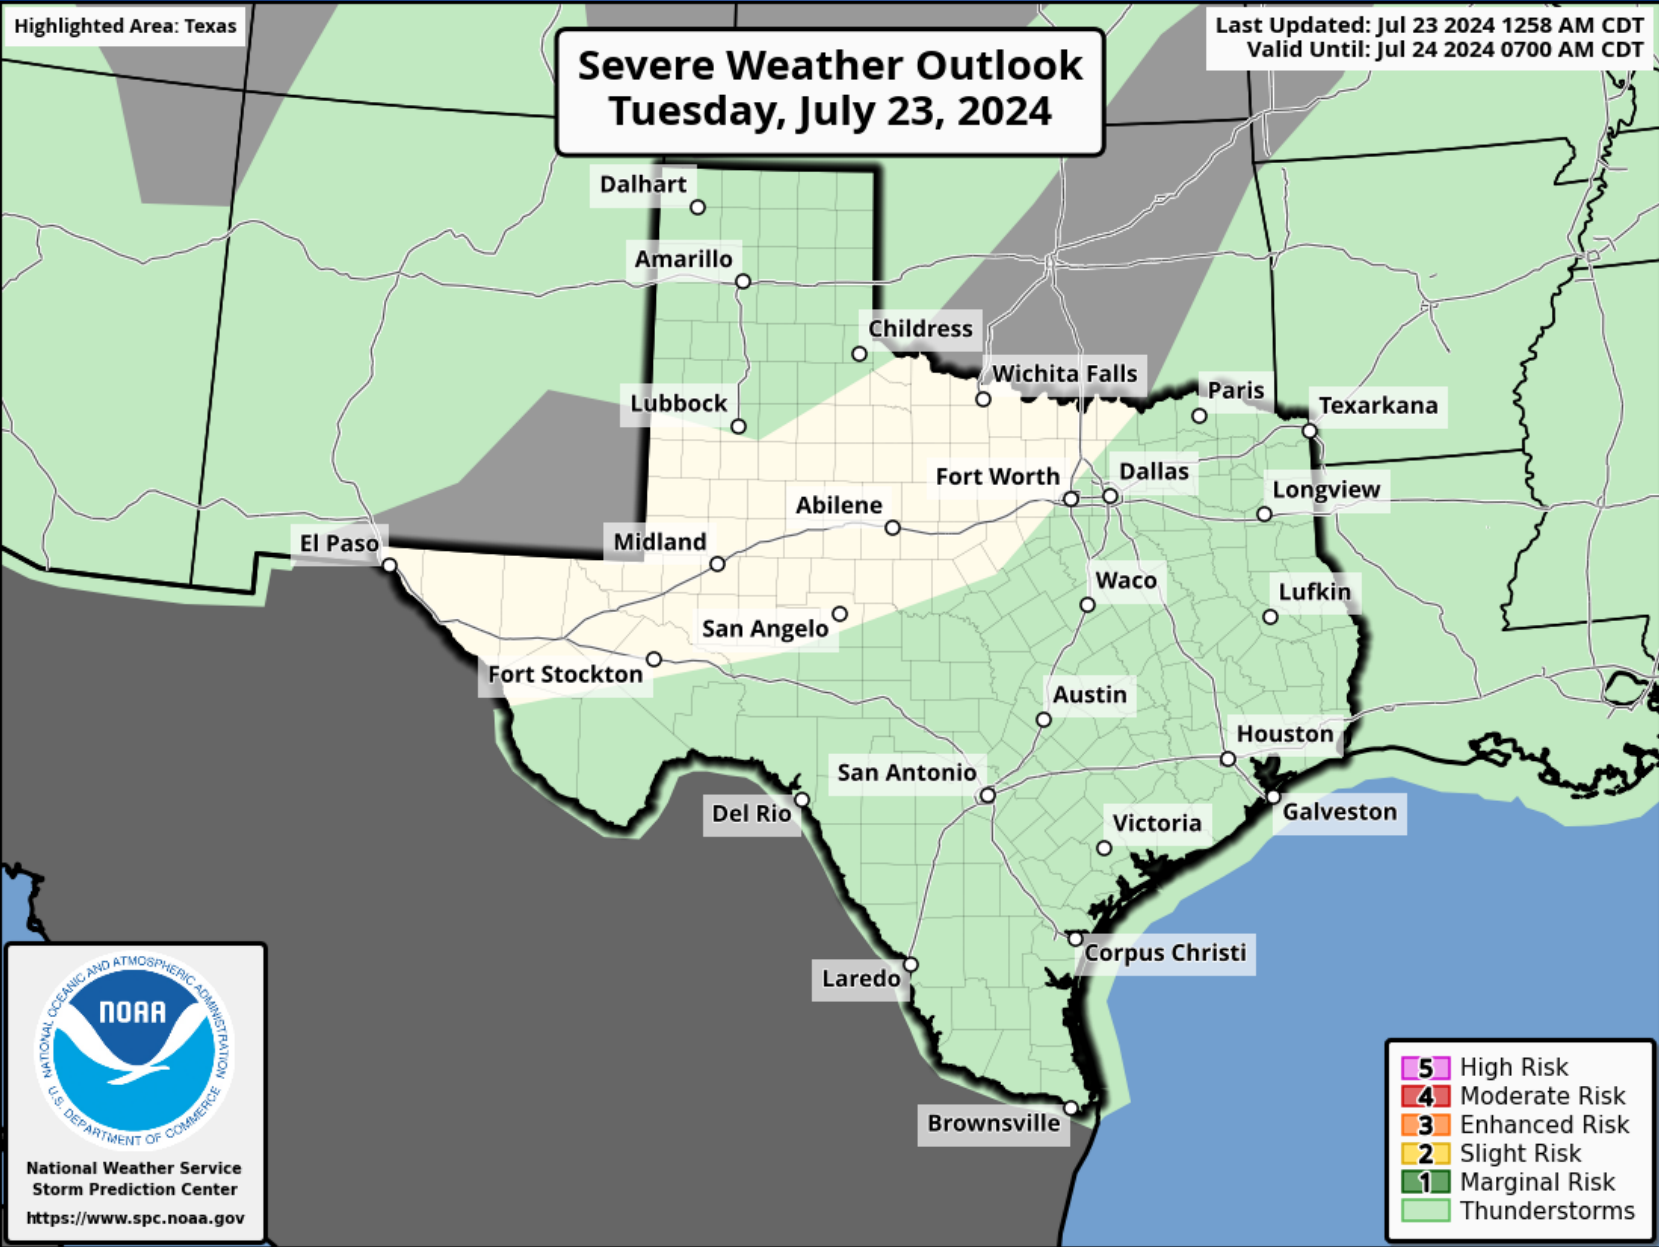 Highlighted Area: Texas
Severe Weather Outlook
Tuesday, July 23, 2024
Last Updated: Jul 23 2024 1258 AM CDT
Valid Until: Jul 24 2024 0700 AM CDT
Dalhart
Amarillo
Childress
Wichita Falls
Paris
Lubbock
Texarkana
Fort Worth
Dallas
Longview
Abilene
El Paso
Midland
Waco
Lufkin
San Angelo
Fort Stockton
Austin
Houston
San Antonio
Del Rio
Galveston
Victoria
Corpus Christi
Laredo
Brownsville
NATIONAL OCEANIC AND ATMOSPHERIC ADMINISTRATION
NOAA
U.S. DEPARTMENT OF COMMERCE
National Weather Service
Storm Prediction Center
https://www.spc.noaa.gov
5 High Risk
4 Moderate Risk
3 Enhanced Risk
2 Slight Risk
1 Marginal Risk
Thunderstorms